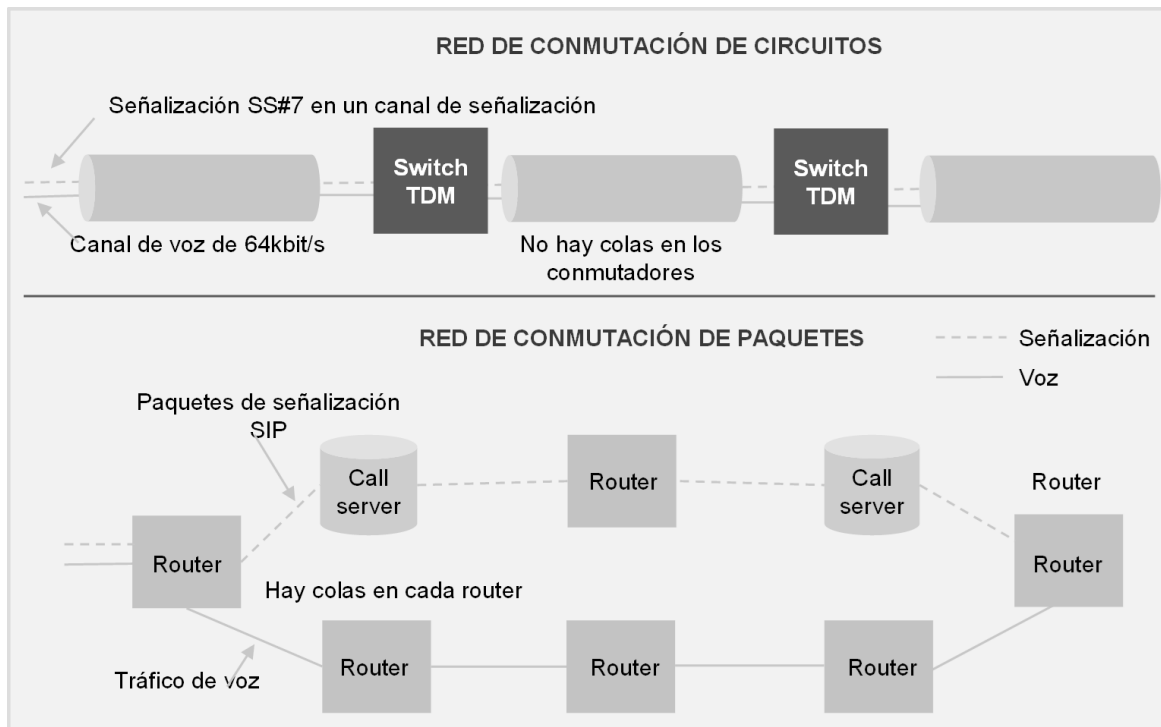 RED DE CONMUTACIÓN DE CIRCUITOS
Señalización SS#7 en un canal de señalización
Switch
TDM
Switch
TDM
Canal de voz de 64kbit/s
No hay colas en los
conmutadores
RED DE CONMUTACIÓN DE PAQUETES
Señalización
Voz
Paquetes de señalización
SIP
Call
server
Router
Call
server
Router
Router
Router
Hay colas en cada router
Router
Router
Router
Tráfico de voz